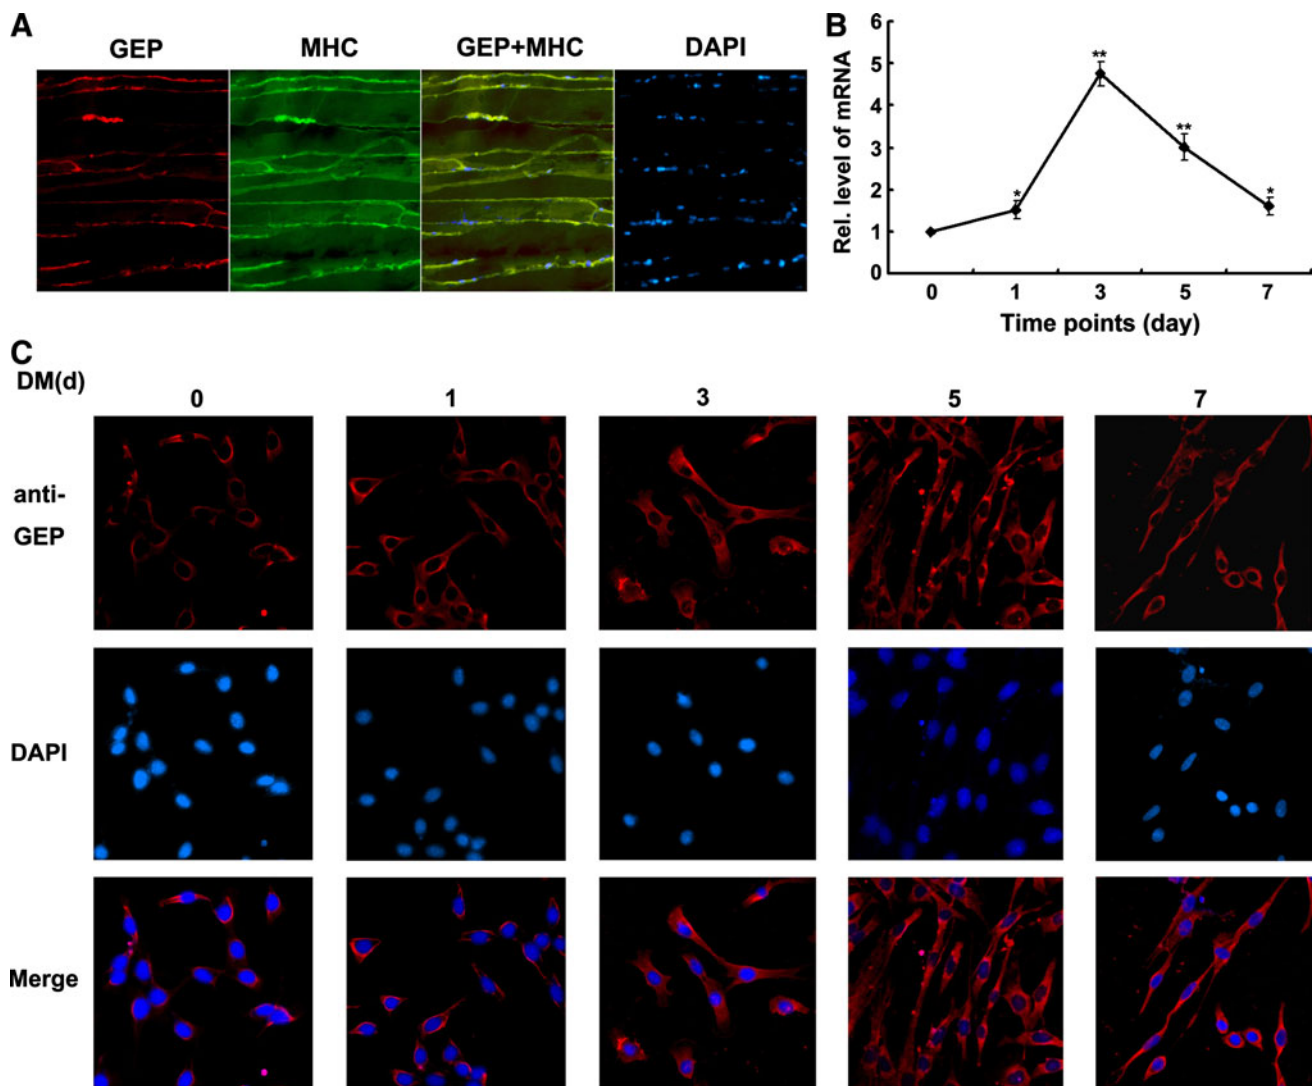 A
GEP MHC GEP+MHC DAPI
B
Rel. level of mRNA
6
5
4
3
2
1
0
**
**
*
*
0 1 3 5 7
Time points (day)
C
DM(d)
0 1 3 5 7
anti-
GEP
DAPI
Merge